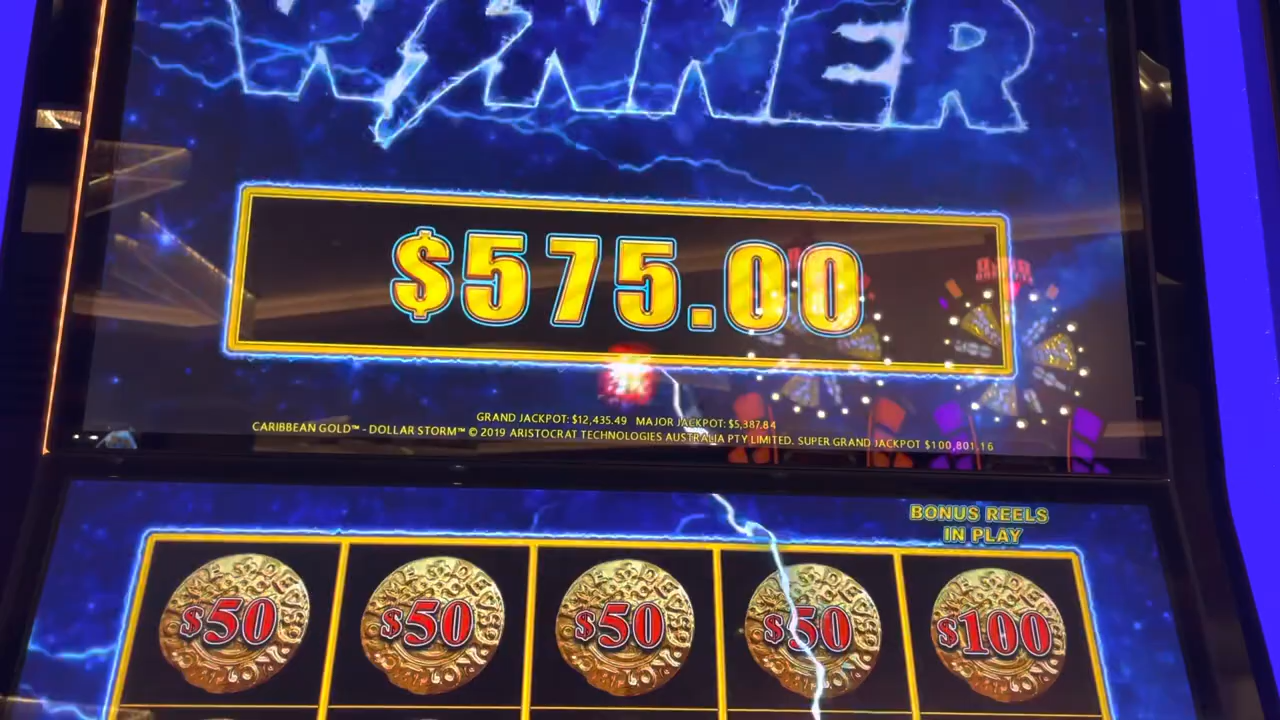 WINNER
$575.00
GRAND JACKPOT: $12,435.49 MAJOR JACKPOT: $5,387.84
CARIBBEAN GOLD™ - DOLLAR STORM™ © 2019 ARISTOCRAT TECHNOLOGIES AUSTRALIA PTY LIMITED. SUPER GRAND JACKPOT $100,801.16
BONUS REELS
IN PLAY
$50
$50
$50
$50
$100